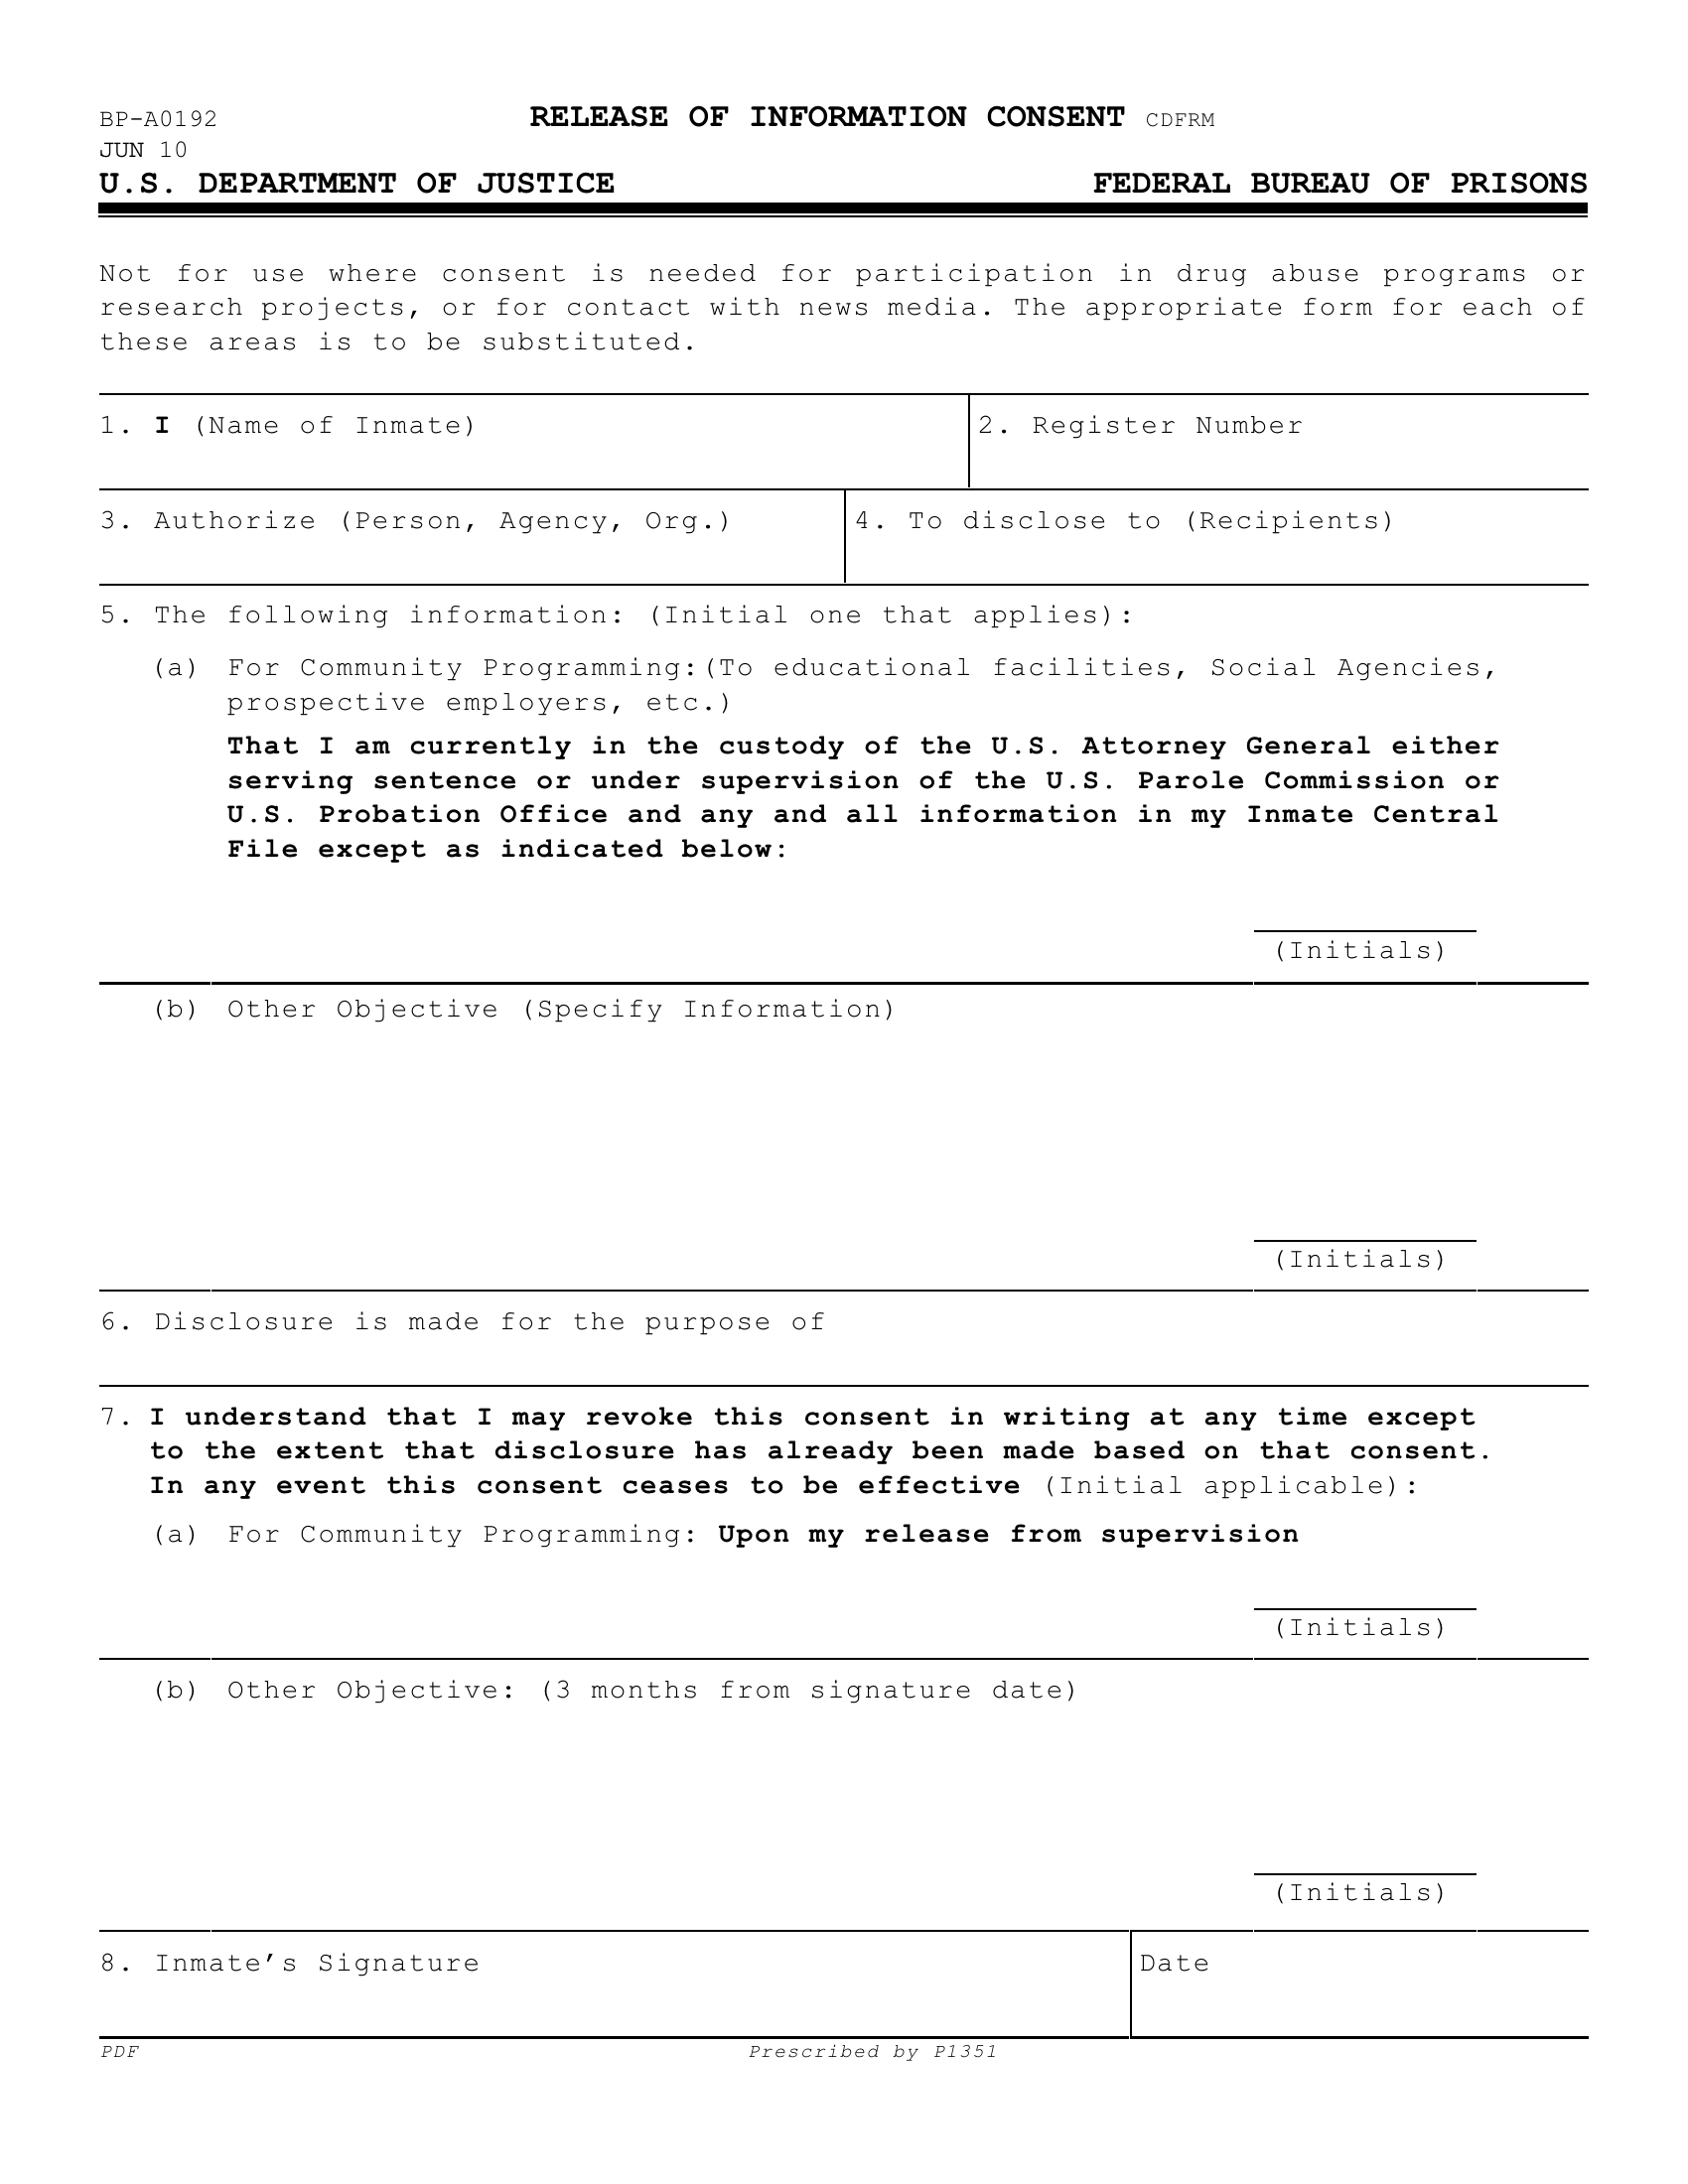 BP-A0192 RELEASE OF INFORMATION CONSENT CDFRM
JUN 10
U.S. DEPARTMENT OF JUSTICE FEDERAL BUREAU OF PRISONS
Not for use where consent is needed for participation in drug abuse programs or
research projects, or for contact with news media. The appropriate form for each of
these areas is to be substituted.
1. I (Name of Inmate) 2. Register Number
3. Authorize (Person, Agency, Org.) 4. To disclose to (Recipients)
5. The following information: (Initial one that applies):
(a) For Community Programming:(To educational facilities, Social Agencies,
prospective employers, etc.)
That I am currently in the custody of the U.S. Attorney General either
serving sentence or under supervision of the U.S. Parole Commission or
U.S. Probation Office and any and all information in my Inmate Central
File except as indicated below:
(Initials)
(b) Other Objective (Specify Information)
(Initials)
6. Disclosure is made for the purpose of
7. I understand that I may revoke this consent in writing at any time except
to the extent that disclosure has already been made based on that consent.
In any event this consent ceases to be effective (Initial applicable):
(a) For Community Programming: Upon my release from supervision
(Initials)
(b) Other Objective: (3 months from signature date)
(Initials)
8. Inmate’s Signature Date
PDF Prescribed by P1351